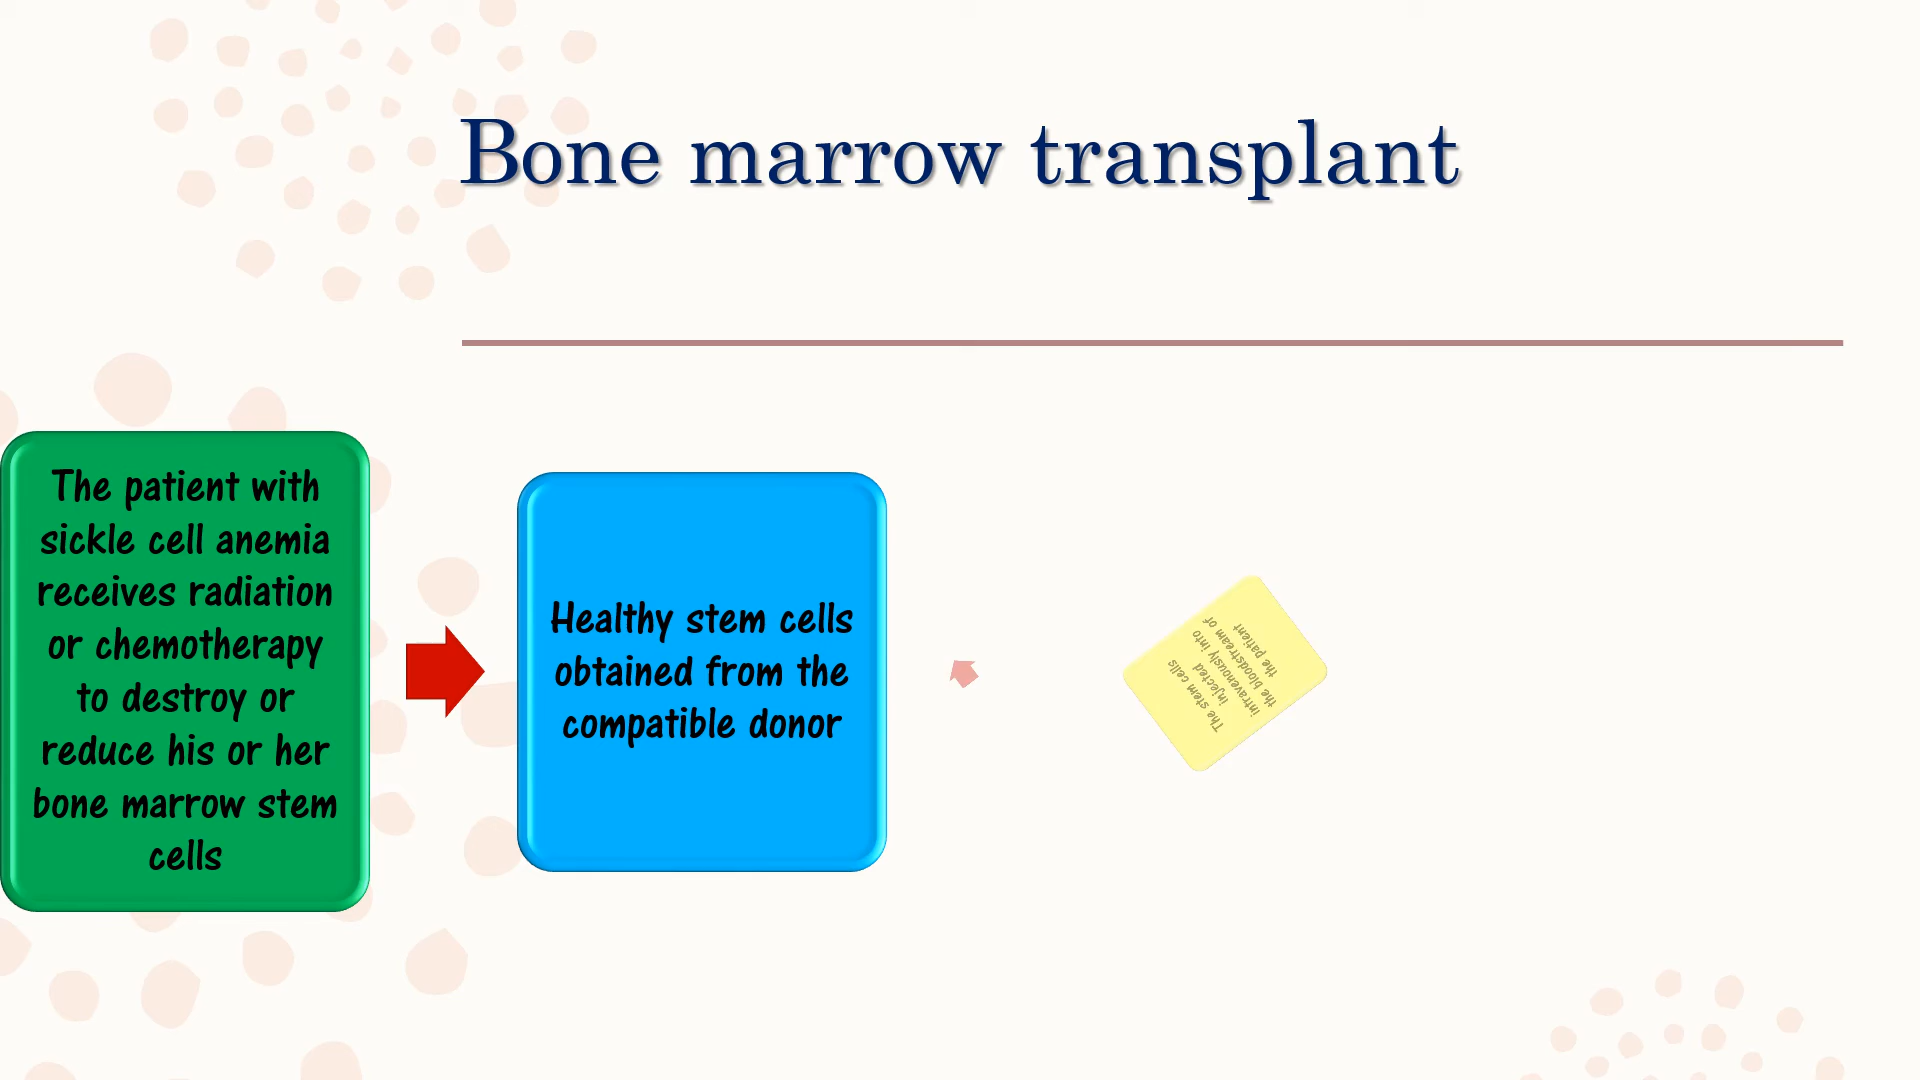 Bone marrow transplant
The patient with
sickle cell anemia
receives radiation
or chemotherapy
to destroy or
reduce his or her
bone marrow stem
cells
Healthy stem cells
obtained from the
compatible donor
The stem cells
injected
intravenously into
the bloodstream of
the patient